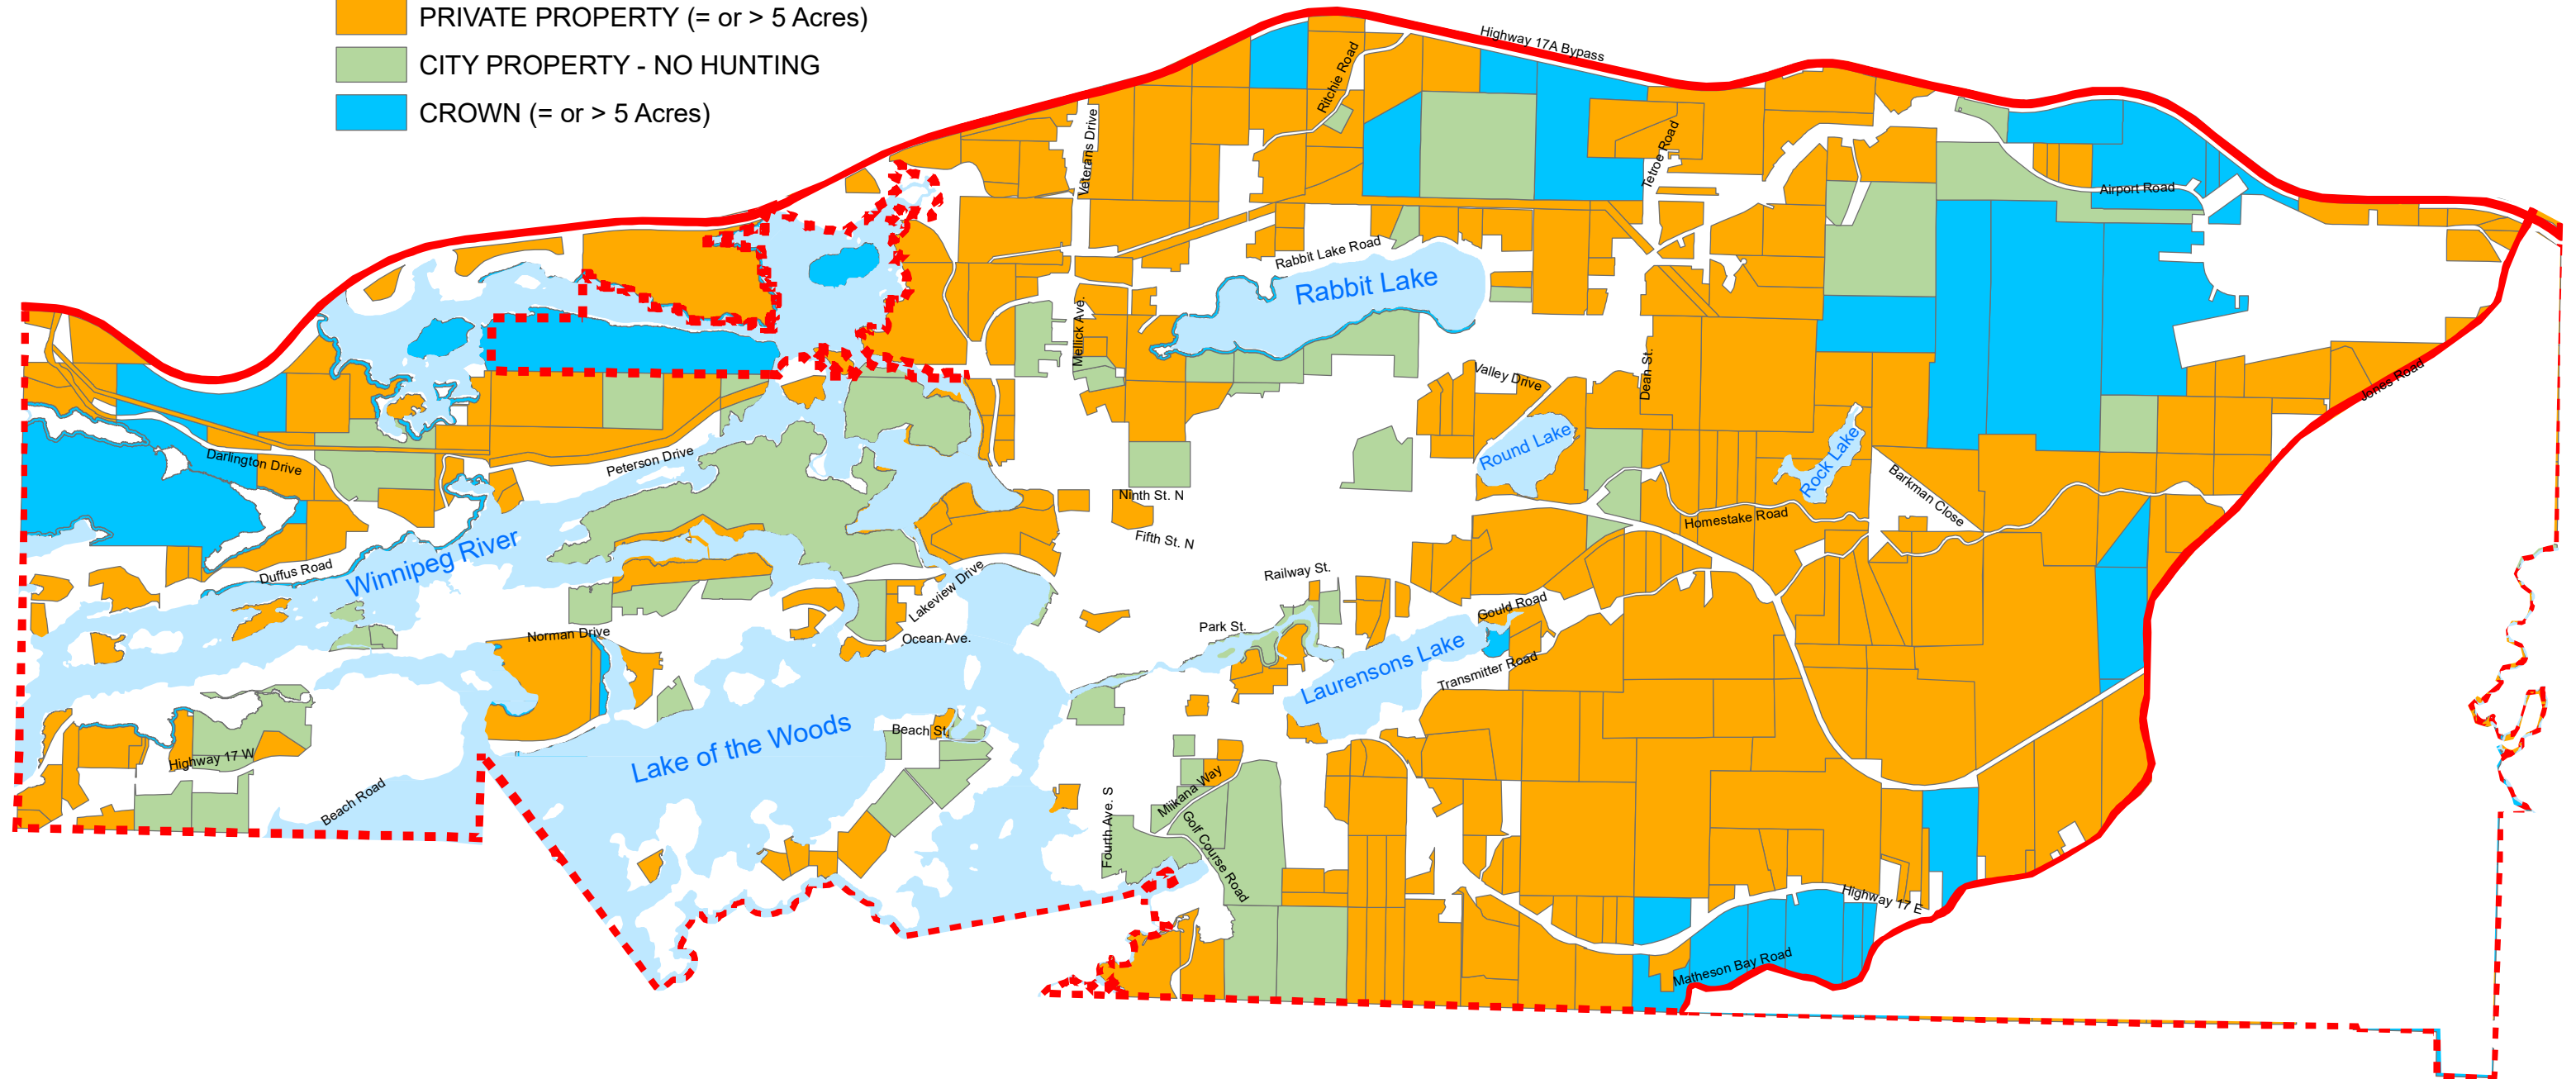 PRIVATE PROPERTY (= or > 5 Acres)
CITY PROPERTY - NO HUNTING
CROWN (= or > 5 Acres)
Highway 17A Bypass
Ritchie Road
Veterans Drive
Tetroe Road
Airport Road
Rabbit Lake Road
Rabbit Lake
Mellick Ave.
Valley Drive
Dean St.
Jones Road
Round Lake
Rock Lake
Barkman Close
Darlington Drive
Peterson Drive
Ninth St. N
Homestake Road
Fifth St. N
Winnipeg River
Duffus Road
Railway St.
Lakeview Drive
Gould Road
Norman Drive
Ocean Ave.
Park St.
Laurensons Lake
Transmitter Road
Beach St.
Lake of the Woods
Highway 17 W
Beach Road
Miikana Way
Fourth Ave. S
Golf Course Road
Highway 17 E
Matheson Bay Road